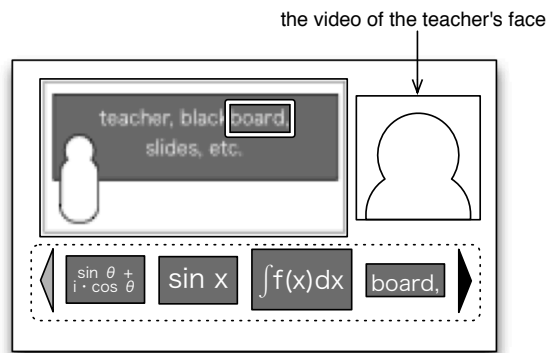 the video of the teacher's face
teacher, blackboard,
slides, etc.
sin θ +
i・cos θ
sin x
∫f(x)dx
board,